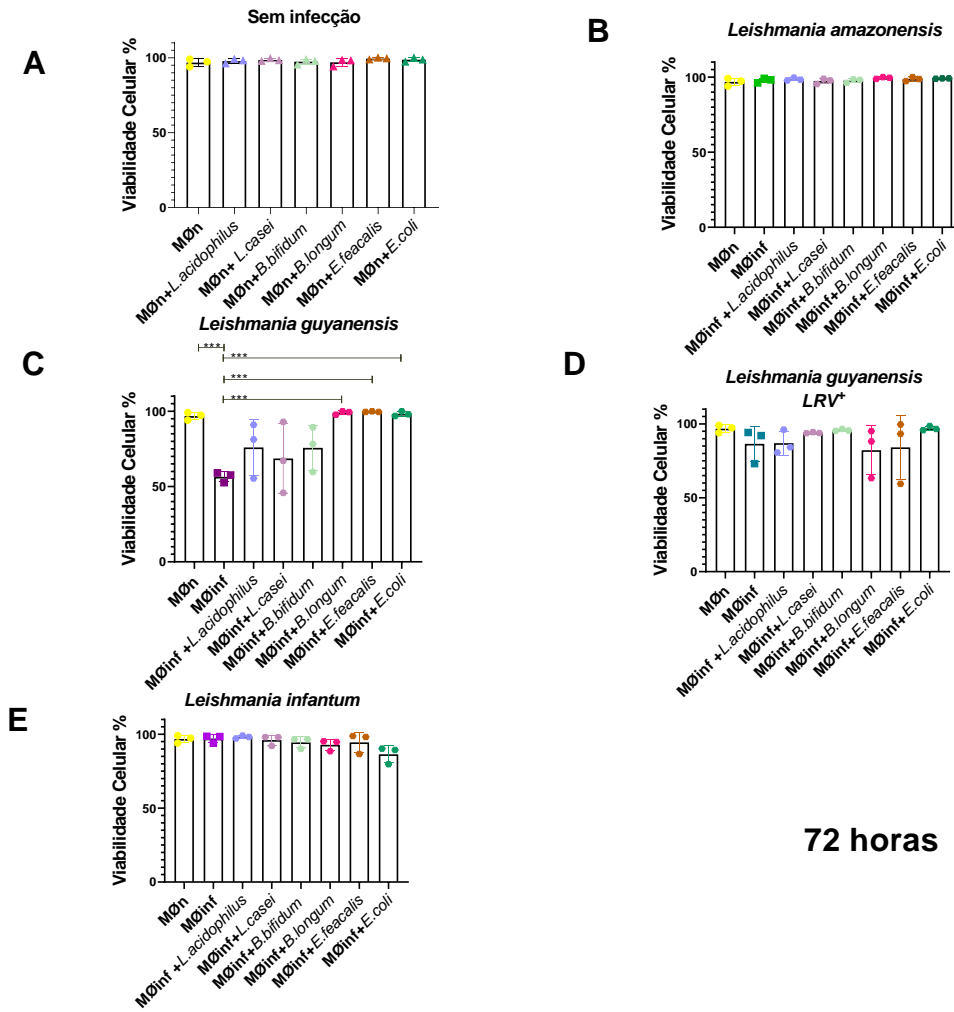 A
Sem infecção
Viabilidade Celular %
100
50
0
MØn
MØn+L.acidophilus
MØn+ L.casei
MØn+B.bifidum
MØn+B.longum
MØn+E.feacalis
MØn+E.coli
B
Leishmania amazonensis
Viabilidade Celular %
100
50
0
MØn
MØinf
MØinf +L.acidophilus
MØinf+L.casei
MØinf+B.bifidum
MØinf+B.longum
MØinf+E.feacalis
MØinf+E.coli
C
Leishmania guyanensis
***
***
***
***
Viabilidade Celular %
100
50
0
MØn
MØinf
MØinf +L.acidophilus
MØinf+L.casei
MØinf+B.bifidum
MØinf+B.longum
MØinf+E.feacalis
MØinf+E.coli
D
Leishmania guyanensis
LRV+
Viabilidade Celular %
100
50
0
MØn
MØinf
MØinf +L.acidophilus
MØinf+L.casei
MØinf+B.bifidum
MØinf+B.longum
MØinf+E.feacalis
MØinf+E.coli
E
Leishmania infantum
Viabilidade Celular %
100
50
0
MØn
MØinf
MØinf +L.acidophilus
MØinf+L.casei
MØinf+B.bifidum
MØinf+B.longum
MØinf+E.feacalis
MØinf+E.coli
72 horas